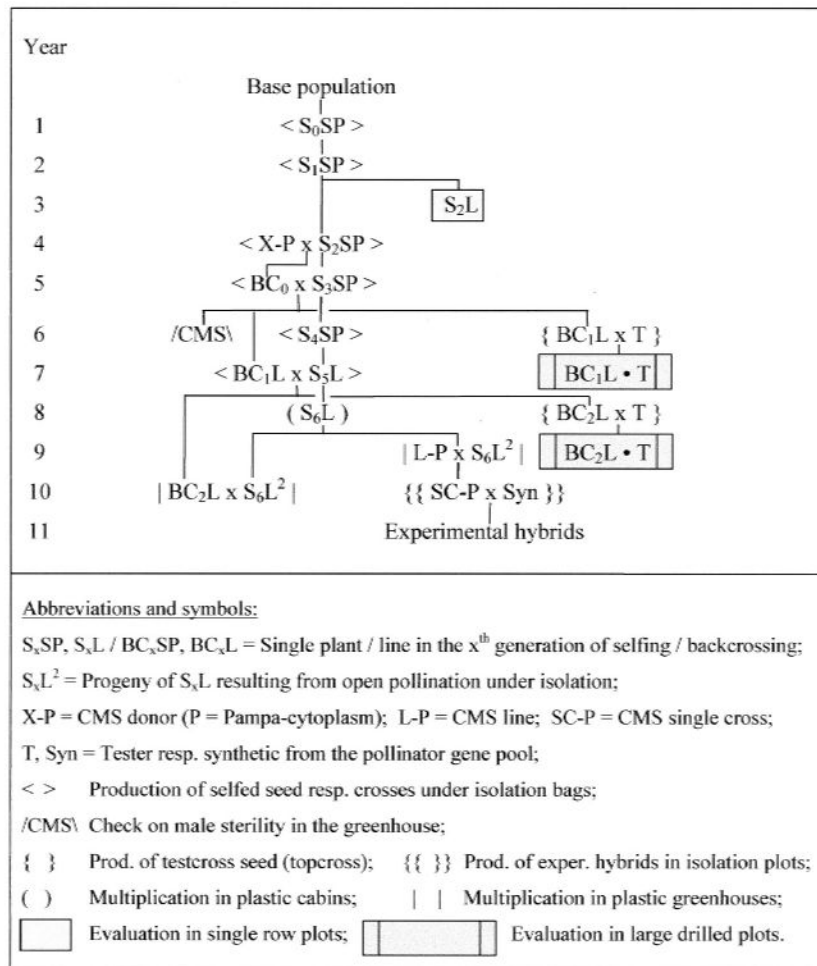 Year
Base population
1 < S₀SP >
2 < S₁SP >
3 S₂L
4 < X-P x S₂SP >
5 < BC₀ x S₃SP >
6 /CMS\ < S₄SP > { BC₁L x T }
7 < BC₁L x S₅L > BC₁L • T
8 ( S₆L ) { BC₂L x T }
9 | L-P x S₆L² | BC₂L • T
10 | BC₂L x S₆L² | {{ SC-P x Syn }}
11 Experimental hybrids
Abbreviations and symbols:
SₓSP, SₓL / BCₓSP, BCₓL = Single plant / line in the xᵗʰ generation of selfing / backcrossing;
SₓL² = Progeny of SₓL resulting from open pollination under isolation;
X-P = CMS donor (P = Pampa-cytoplasm); L-P = CMS line; SC-P = CMS single cross;
T, Syn = Tester resp. synthetic from the pollinator gene pool;
< > Production of selfed seed resp. crosses under isolation bags;
/CMS\ Check on male sterility in the greenhouse;
{ } Prod. of testcross seed (topcross); {{ }} Prod. of exper. hybrids in isolation plots;
( ) Multiplication in plastic cabins; | | Multiplication in plastic greenhouses;
Evaluation in single row plots; Evaluation in large drilled plots.